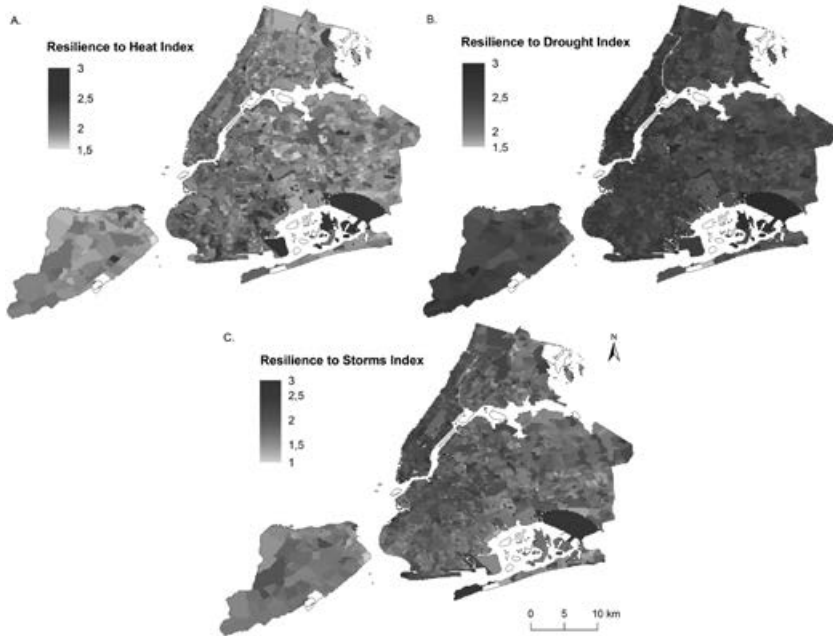 A.
Resilience to Heat Index
3
2,5
2
1,5
B.
Resilience to Drought Index
3
2,5
2
1,5
C.
Resilience to Storms Index
3
2,5
2
1,5
1
N
0 5 10 km